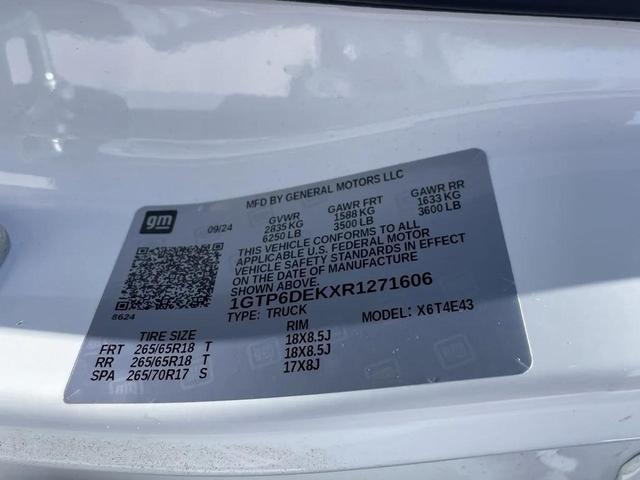 MFD BY GENERAL MOTORS LLC
gm
09/24
GVWR GAWR FRT GAWR RR
2835 KG 1588 KG 1633 KG
6250 LB 3500 LB 3600 LB
THIS VEHICLE CONFORMS TO ALL
APPLICABLE U.S. FEDERAL MOTOR
VEHICLE SAFETY STANDARDS IN EFFECT
ON THE DATE OF MANUFACTURE
SHOWN ABOVE.
1GTP6DEKXR1271606
8624
TYPE: TRUCK MODEL: X6T4E43
TIRE SIZE RIM
FRT 265/65R18 T 18X8.5J
RR 265/65R18 T 18X8.5J
SPA 265/70R17 S 17X8J